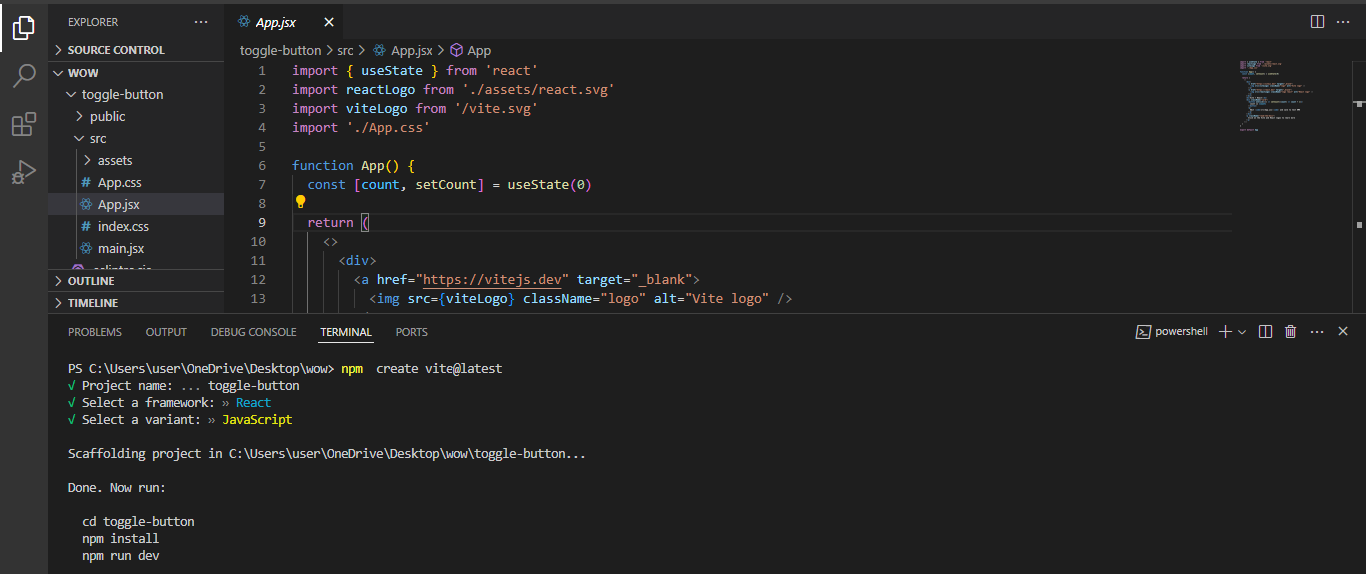 EXPLORER ...
SOURCE CONTROL
WOW
toggle-button
public
src
assets
# App.css
App.jsx
# index.css
main.jsx
OUTLINE
TIMELINE
App.jsx
toggle-button > src > App.jsx > App
1 import { useState } from 'react'
2 import reactLogo from './assets/react.svg'
3 import viteLogo from '/vite.svg'
4 import './App.css'
5
6 function App() {
7 const [count, setCount] = useState(0)
8
9 return (
10 <>
11 <div>
12 <a href="https://vitejs.dev" target="_blank">
13 <img src={viteLogo} className="logo" alt="Vite logo" />
PROBLEMS OUTPUT DEBUG CONSOLE TERMINAL PORTS powershell
PS C:\Users\user\OneDrive\Desktop\wow> npm  create vite@latest
√ Project name: ... toggle-button
√ Select a framework: » React
√ Select a variant: » JavaScript
Scaffolding project in C:\Users\user\OneDrive\Desktop\wow\toggle-button...
Done. Now run:
cd toggle-button
npm install
npm run dev